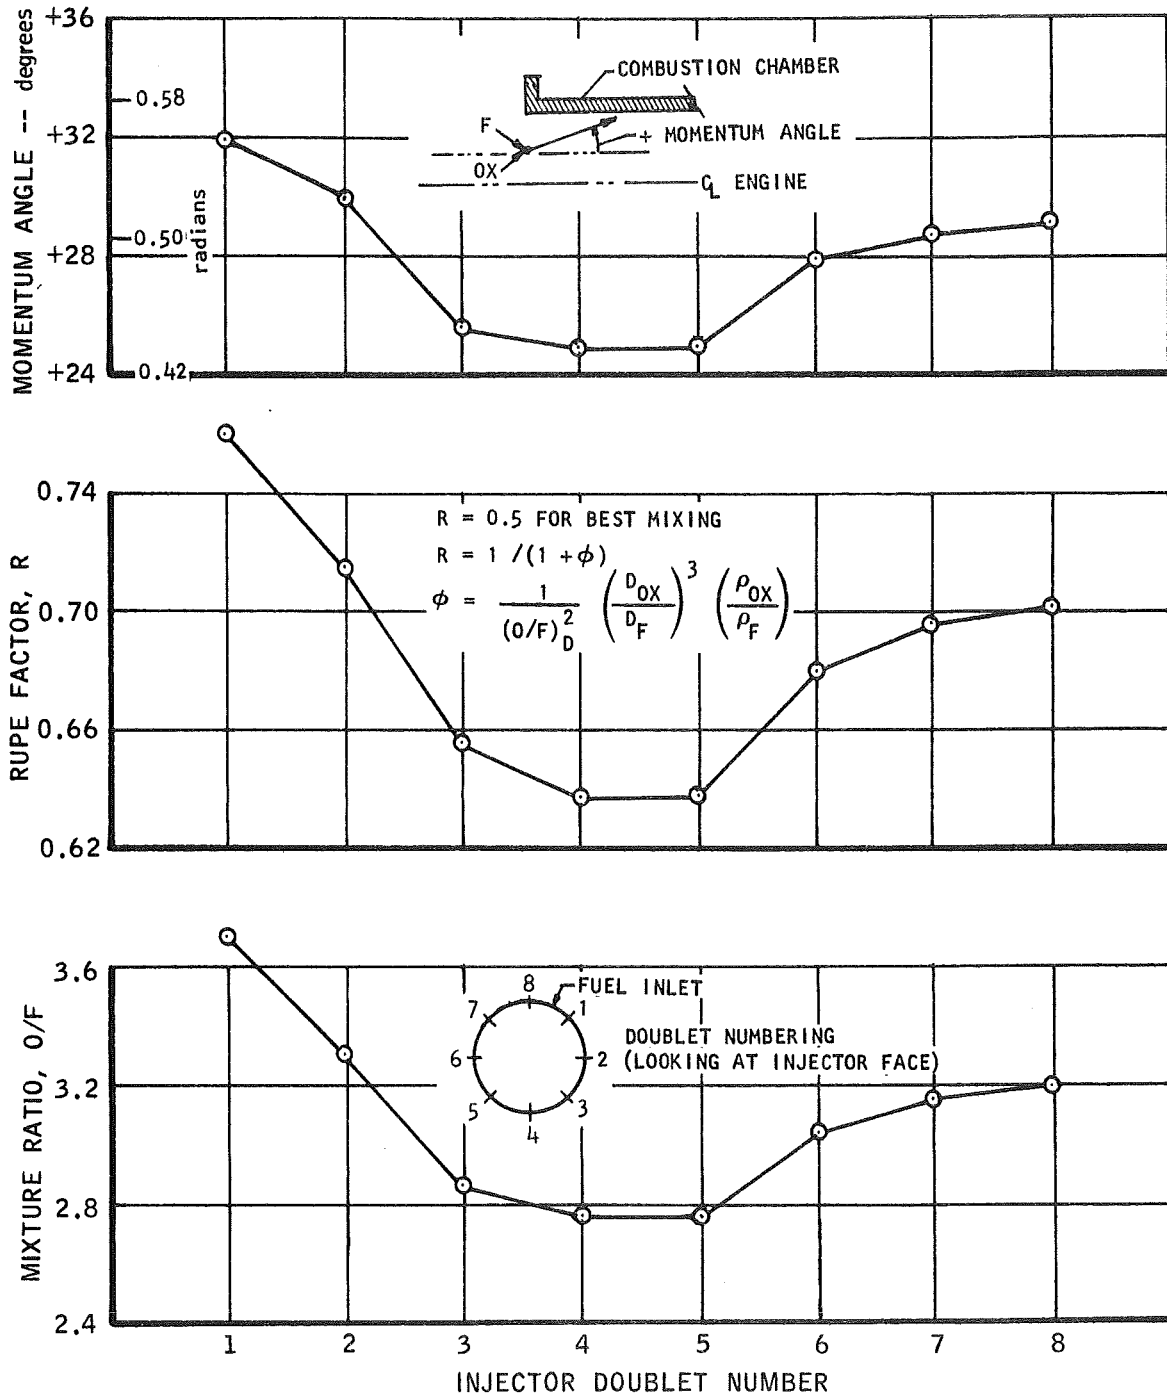 MOMENTUM ANGLE -- degrees
+36
+32
+28
+24
0.58
0.50
0.42
radians
COMBUSTION CHAMBER
F
OX
+ MOMENTUM ANGLE
℄ ENGINE
RUPE FACTOR, R
0.74
0.70
0.66
0.62
R = 0.5 FOR BEST MIXING
R = 1 /(1 + φ)
φ = 1/(O/F)_D^2 (D_OX/D_F)^3 (ρ_OX/ρ_F)
MIXTURE RATIO, O/F
3.6
3.2
2.8
2.4
FUEL INLET
8
1
2
3
4
5
6
7
DOUBLET NUMBERING
(LOOKING AT INJECTOR FACE)
1 2 3 4 5 6 7 8
INJECTOR DOUBLET NUMBER